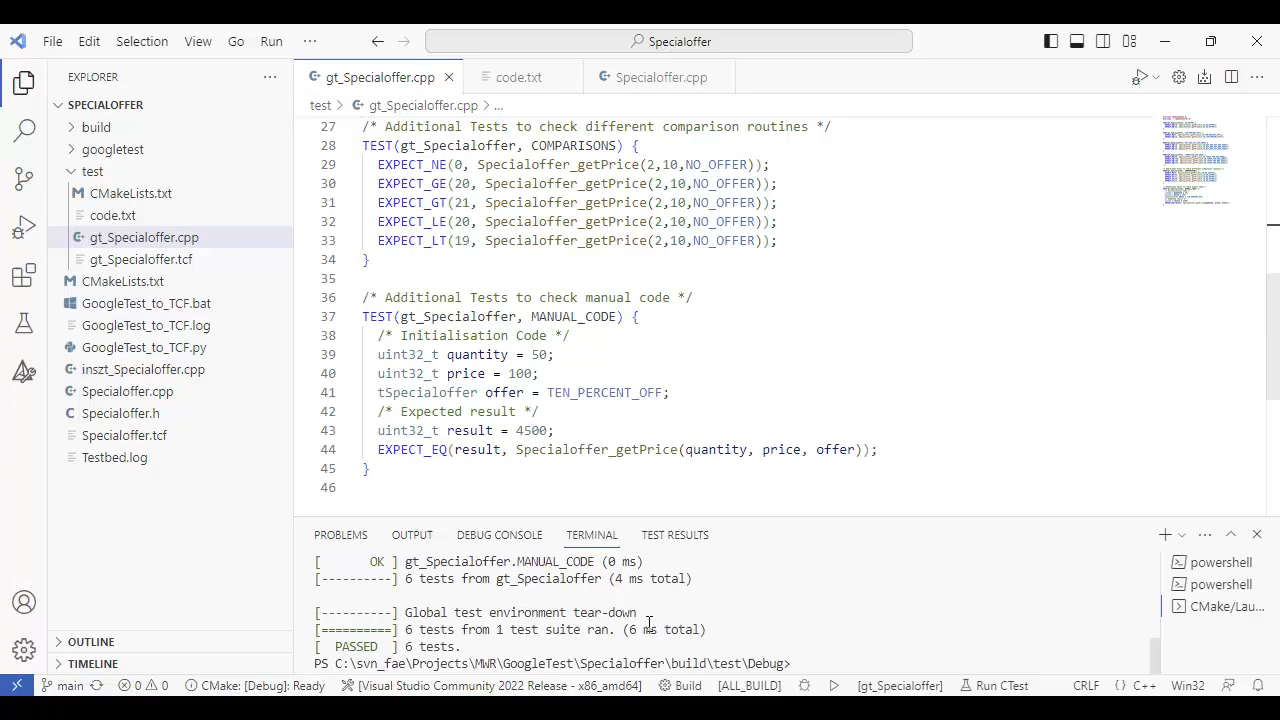 File Edit Selection View Go Run ··· Specialoffer
EXPLORER ···
SPECIALOFFER
build
googletest
test
CMakeLists.txt
code.txt
gt_Specialoffer.cpp
gt_Specialoffer.tcf
CMakeLists.txt
GoogleTest_to_TCF.bat
GoogleTest_to_TCF.log
GoogleTest_to_TCF.py
inszt_Specialoffer.cpp
Specialoffer.cpp
Specialoffer.h
Specialoffer.tcf
Testbed.log
OUTLINE
TIMELINE
gt_Specialoffer.cpp code.txt Specialoffer.cpp
test > gt_Specialoffer.cpp > ...
27 /* Additional Tests to check different comparison routines */
28 TEST(gt_Specialoffer, COMPARISONS) {
29 EXPECT_NE(0, Specialoffer_getPrice(2,10,NO_OFFER));
30 EXPECT_GE(20, Specialoffer_getPrice(2,10,NO_OFFER));
31 EXPECT_GT(21, Specialoffer_getPrice(2,10,NO_OFFER));
32 EXPECT_LE(20, Specialoffer_getPrice(2,10,NO_OFFER));
33 EXPECT_LT(19, Specialoffer_getPrice(2,10,NO_OFFER));
34 }
35
36 /* Additional Tests to check manual code */
37 TEST(gt_Specialoffer, MANUAL_CODE) {
38 /* Initialisation Code */
39 uint32_t quantity = 50;
40 uint32_t price = 100;
41 tSpecialoffer offer = TEN_PERCENT_OFF;
42 /* Expected result */
43 uint32_t result = 4500;
44 EXPECT_EQ(result, Specialoffer_getPrice(quantity, price, offer));
45 }
46
PROBLEMS OUTPUT DEBUG CONSOLE TERMINAL TEST RESULTS
[       OK ] gt_Specialoffer.MANUAL_CODE (0 ms)
[----------] 6 tests from gt_Specialoffer (4 ms total)
[----------] Global test environment tear-down
[==========] 6 tests from 1 test suite ran. (6 ms total)
[  PASSED  ] 6 tests.
PS C:\svn_fae\Projects\MWR\GoogleTest\Specialoffer\build\test\Debug>
powershell
powershell
CMake/Lau...
main 0 0 CMake: [Debug]: Ready [Visual Studio Community 2022 Release - x86_amd64] Build [ALL_BUILD] [gt_Specialoffer] Run CTest CRLF {} C++ Win32